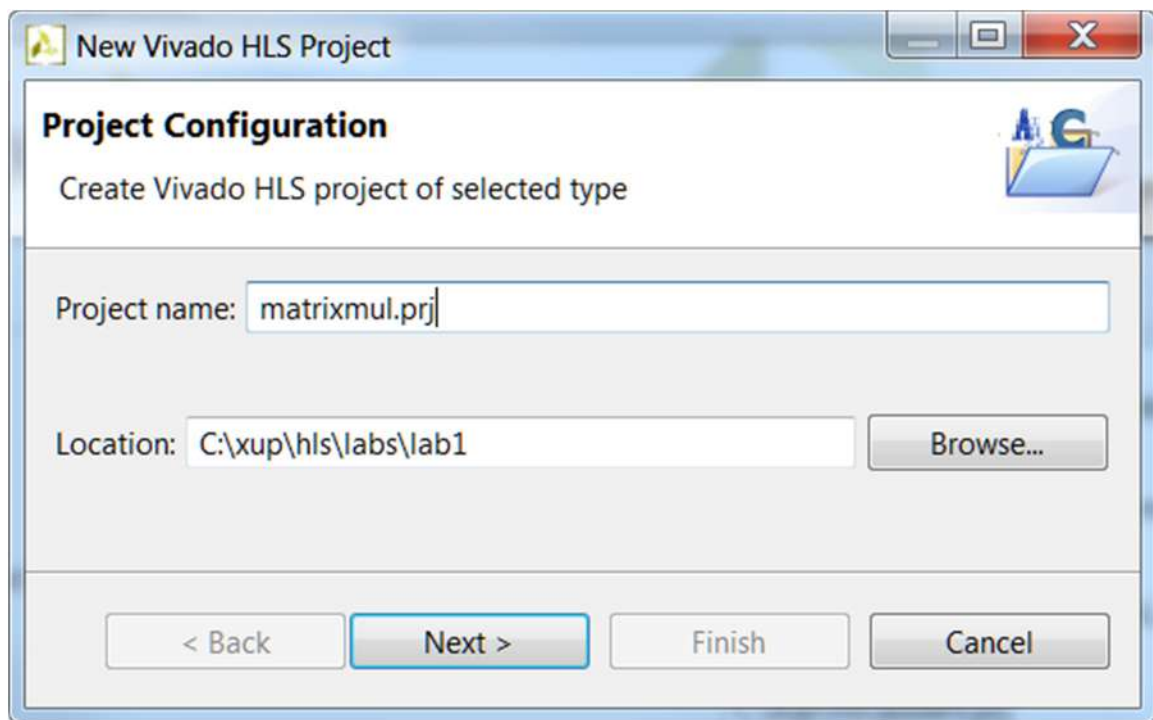 New Vivado HLS Project
Project Configuration
Create Vivado HLS project of selected type
Project name: matrixmul.prj
Location: C:\xup\hls\labs\lab1 Browse...
< Back Next > Finish Cancel